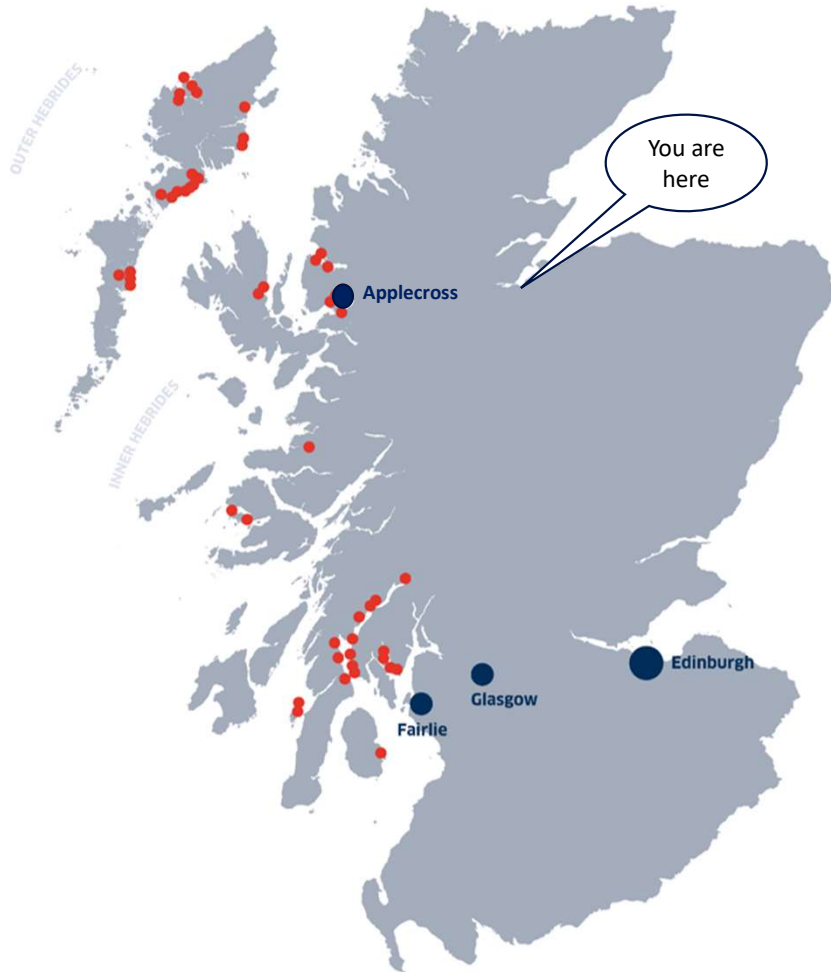 OUTER HEBRIDES
You are
here
Applecross
INNER HEBRIDES
Edinburgh
Glasgow
Fairlie